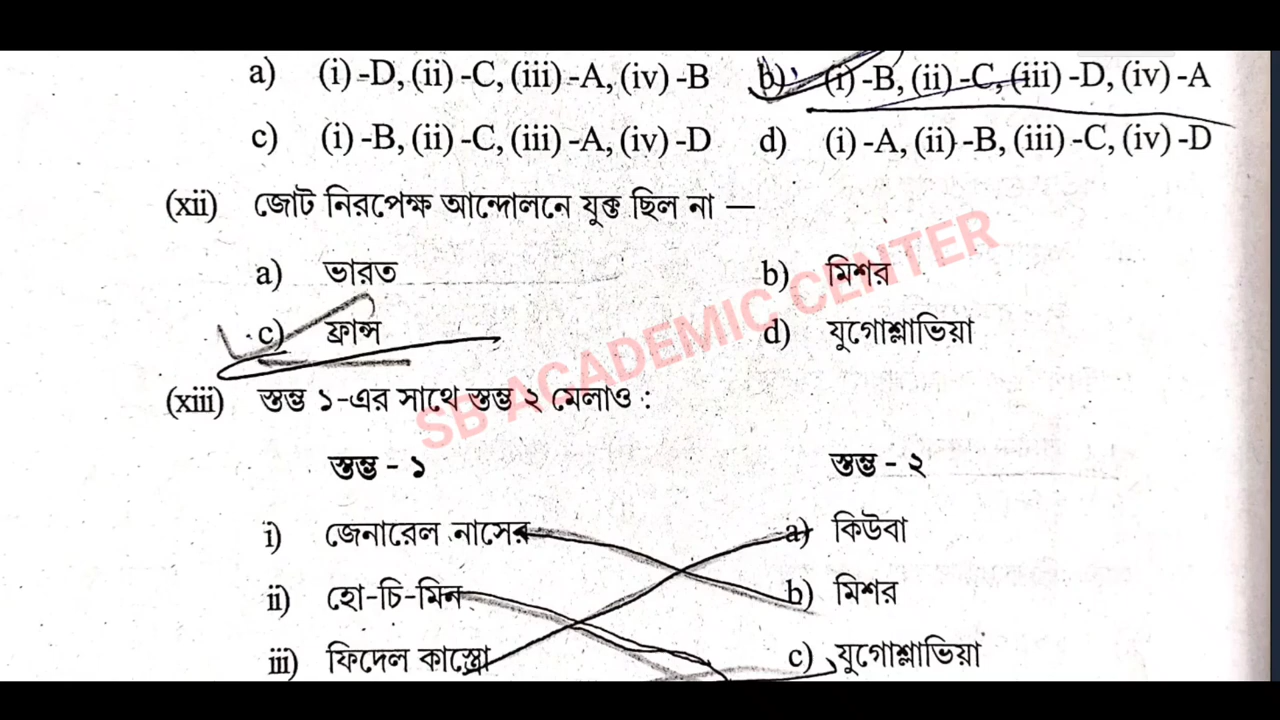 a) (i) -D, (ii) -C, (iii) -A, (iv) -B b) (i) -B, (ii) -C, (iii) -D, (iv) -A
c) (i) -B, (ii) -C, (iii) -A, (iv) -D d) (i) -A, (ii) -B, (iii) -C, (iv) -D
(xii) জোট নিরপেক্ষ আন্দোলনে যুক্ত ছিল না —
a) ভারত b) মিশর
c) ফ্রান্স d) যুগোশ্লাভিয়া
SB ACADEMIC CENTER
(xiii) স্তম্ভ ১-এর সাথে স্তম্ভ ২ মেলাও :
স্তম্ভ - ১ স্তম্ভ - ২
i) জেনারেল নাসের a) কিউবা
ii) হো-চি-মিন b) মিশর
iii) ফিদেল কাস্ত্রো c) যুগোশ্লাভিয়া